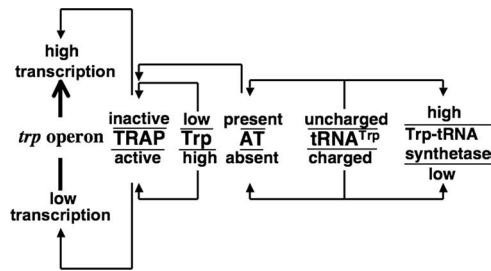 high
transcription
trp operon
low
transcription
inactive
TRAP
active
low
Trp
high
present
AT
absent
uncharged
tRNATrp
charged
high
Trp-tRNA
synthetase
low